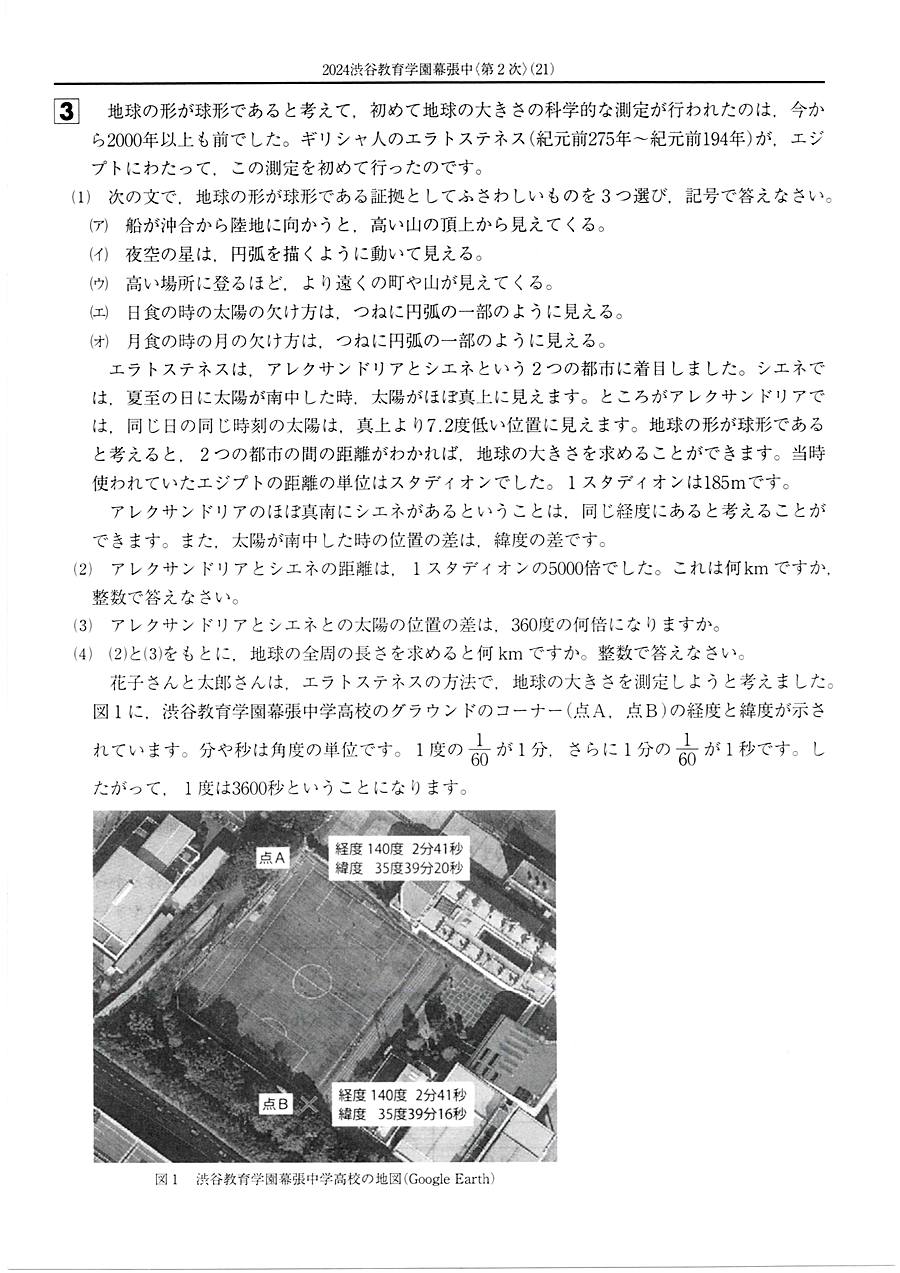 2024渋谷教育学園幕張中〈第2次〉(21)
3 地球の形が球形であると考えて，初めて地球の大きさの科学的な測定が行われたのは，今か
ら2000年以上も前でした。ギリシャ人のエラトステネス(紀元前275年～紀元前194年)が，エジ
プトにわたって，この測定を初めて行ったのです。
(1) 次の文で，地球の形が球形である証拠としてふさわしいものを3つ選び，記号で答えなさい。
(ア) 船が沖合から陸地に向かうと，高い山の頂上から見えてくる。
(イ) 夜空の星は，円弧を描くように動いて見える。
(ウ) 高い場所に登るほど，より遠くの町や山が見えてくる。
(エ) 日食の時の太陽の欠け方は，つねに円弧の一部のように見える。
(オ) 月食の時の月の欠け方は，つねに円弧の一部のように見える。
エラトステネスは，アレクサンドリアとシエネという2つの都市に着目しました。シエネで
は，夏至の日に太陽が南中した時，太陽がほぼ真上に見えます。ところがアレクサンドリアで
は，同じ日の同じ時刻の太陽は，真上より7.2度低い位置に見えます。地球の形が球形である
と考えると，2つの都市の間の距離がわかれば，地球の大きさを求めることができます。当時
使われていたエジプトの距離の単位はスタディオンでした。1スタディオンは185mです。
アレクサンドリアのほぼ真南にシエネがあるということは，同じ経度にあると考えることが
できます。また，太陽が南中した時の位置の差は，緯度の差です。
(2) アレクサンドリアとシエネの距離は，1スタディオンの5000倍でした。これは何kmですか，
整数で答えなさい。
(3) アレクサンドリアとシエネとの太陽の位置の差は，360度の何倍になりますか。
(4) (2)と(3)をもとに，地球の全周の長さを求めると何kmですか。整数で答えなさい。
花子さんと太郎さんは，エラトステネスの方法で，地球の大きさを測定しようと考えました。
図1に，渋谷教育学園幕張中学高校のグラウンドのコーナー(点A，点B)の経度と緯度が示さ
れています。分や秒は角度の単位です。1度の1/60が1分，さらに1分の1/60が1秒です。し
たがって，1度は3600秒ということになります。
点A
経度 140度 2分41秒
緯度 35度39分20秒
点B
経度 140度 2分41秒
緯度 35度39分16秒
図1 渋谷教育学園幕張中学高校の地図(Google Earth)